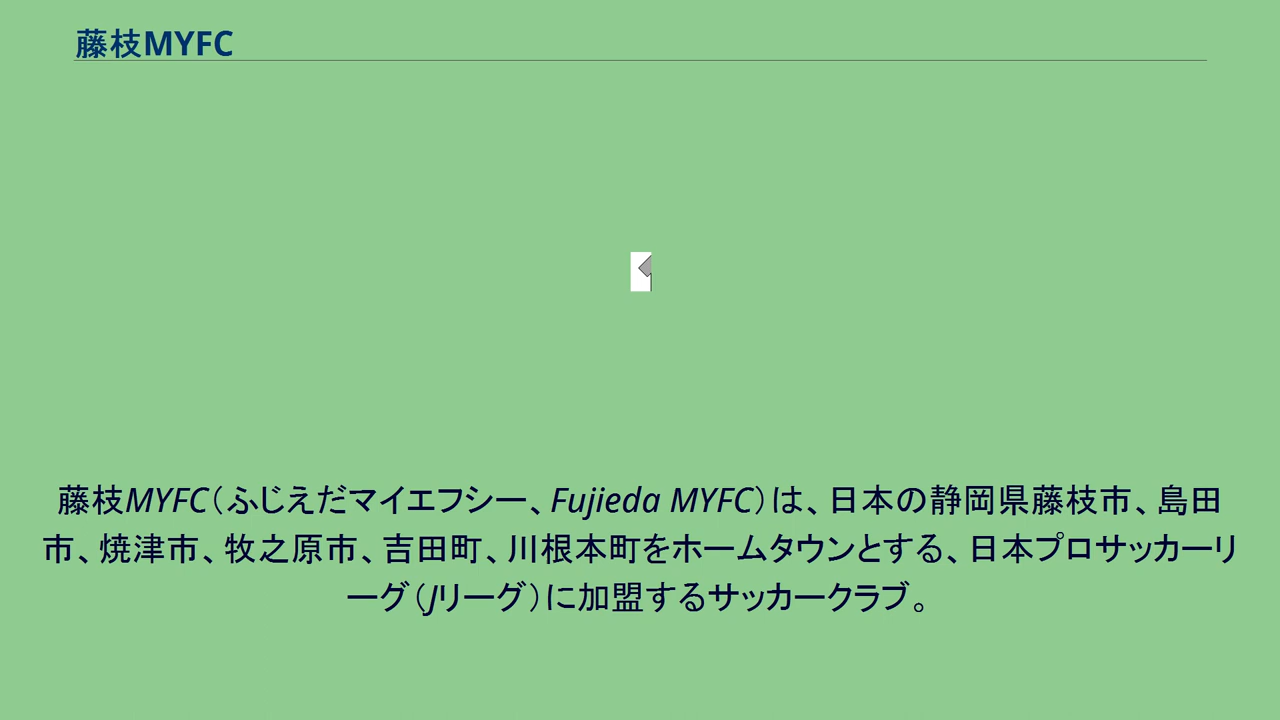 藤枝MYFC
藤枝MYFC（ふじえだマイエフシー、Fujieda MYFC）は、日本の静岡県藤枝市、島田
市、焼津市、牧之原市、吉田町、川根本町をホームタウンとする、日本プロサッカーリ
ーグ（Jリーグ）に加盟するサッカークラブ。